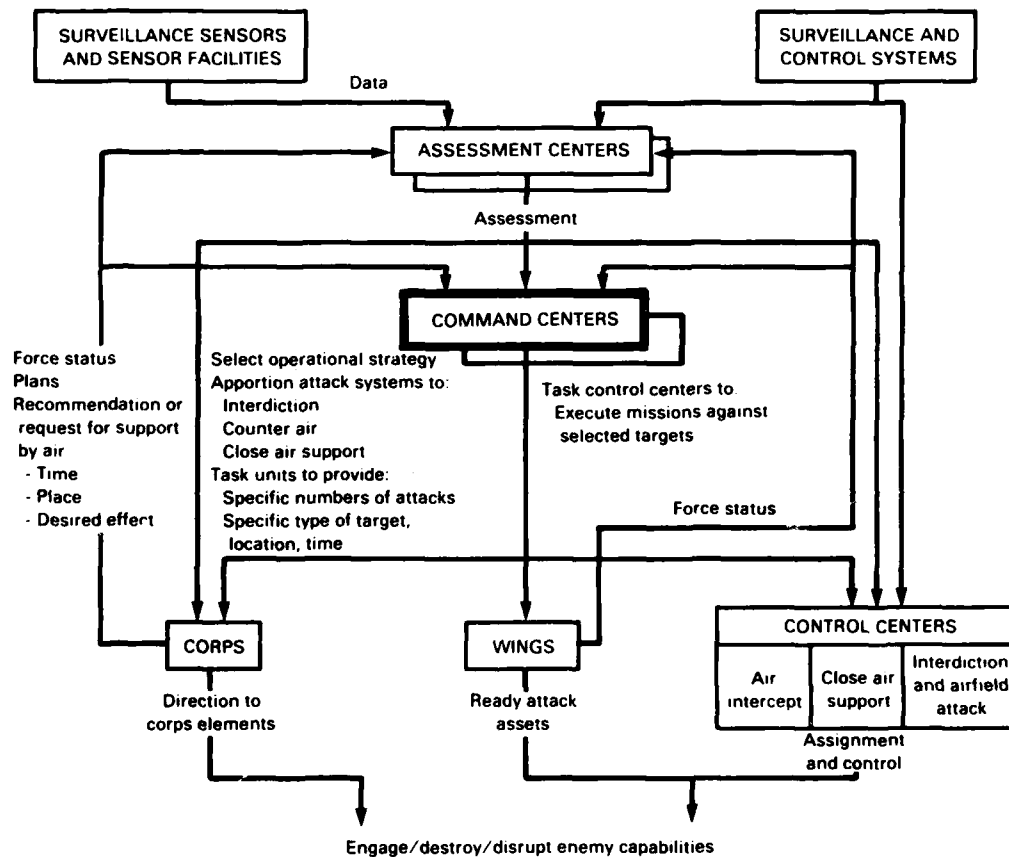 SURVEILLANCE SENSORS
AND SENSOR FACILITIES
SURVEILLANCE AND
CONTROL SYSTEMS
Data
ASSESSMENT CENTERS
Assessment
COMMAND CENTERS
Force status
Plans
Recommendation or
request for support
by air
- Time
- Place
- Desired effect
Select operational strategy
Apportion attack systems to:
Interdiction
Counter air
Close air support
Task units to provide:
Specific numbers of attacks
Specific type of target,
location, time
Task control centers to
Execute missions against
selected targets
Force status
CORPS
WINGS
CONTROL CENTERS
Air
intercept
Close air
support
Interdiction
and airfield
attack
Direction to
corps elements
Ready attack
assets
Assignment
and control
Engage/destroy/disrupt enemy capabilities